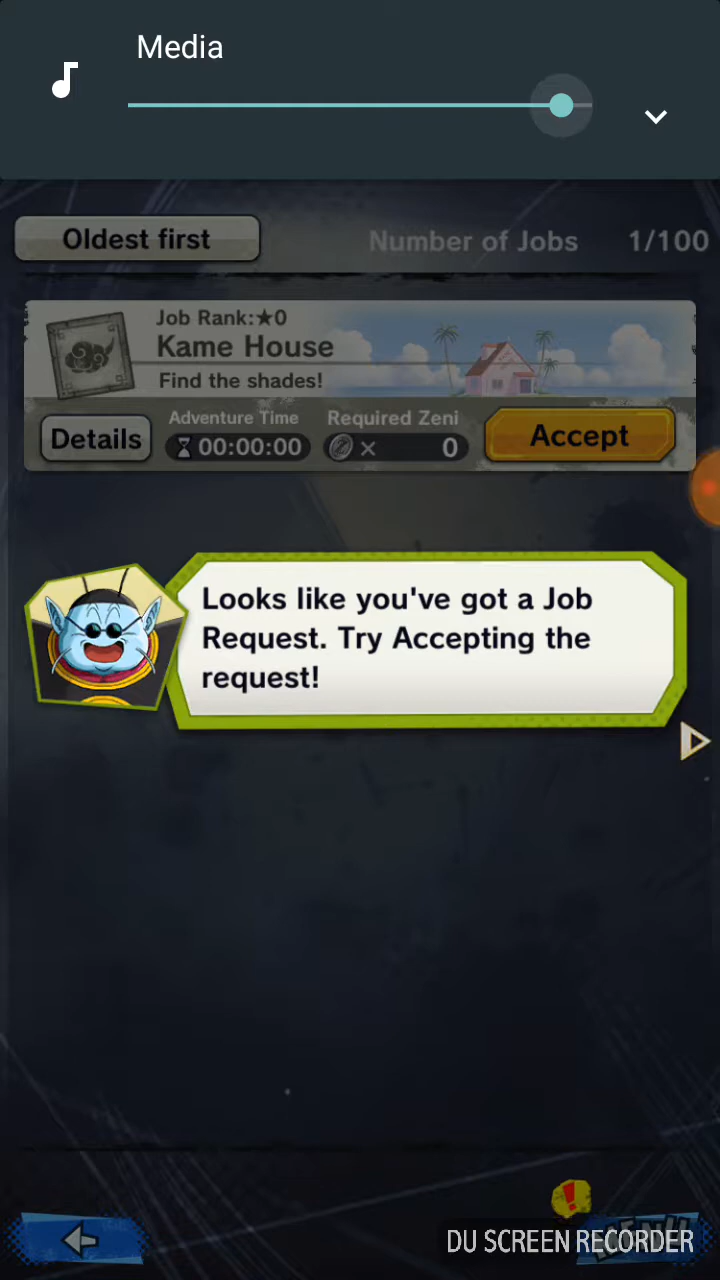 Media
Oldest first
Number of Jobs 1/100
Job Rank:★0
Kame House
Find the shades!
Details
Adventure Time
00:00:00
Required Zeni
× 0
Accept
Looks like you've got a Job
Request. Try Accepting the
request!
MENU
DU SCREEN RECORDER